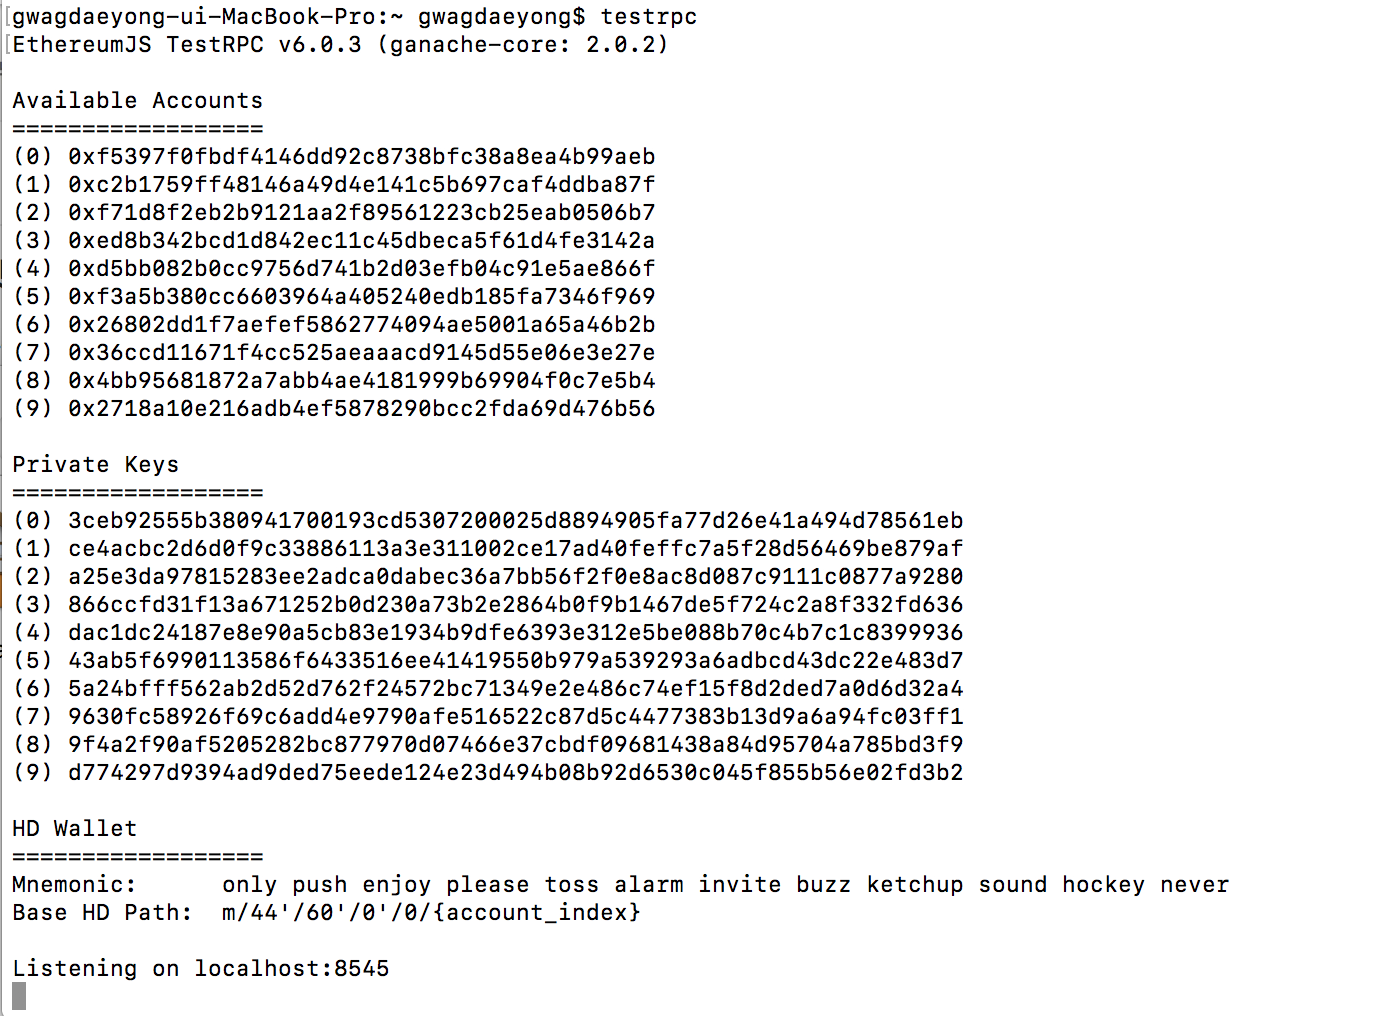 [gwagdaeyong-ui-MacBook-Pro:~ gwagdaeyong$ testrpc
[EthereumJS TestRPC v6.0.3 (ganache-core: 2.0.2)
Available Accounts
==================
(0) 0xf5397f0fbdf4146dd92c8738bfc38a8ea4b99aeb
(1) 0xc2b1759ff48146a49d4e141c5b697caf4ddba87f
(2) 0xf71d8f2eb2b9121aa2f89561223cb25eab0506b7
(3) 0xed8b342bcd1d842ec11c45dbeca5f61d4fe3142a
(4) 0xd5bb082b0cc9756d741b2d03efb04c91e5ae866f
(5) 0xf3a5b380cc6603964a405240edb185fa7346f969
(6) 0x26802dd1f7aefef5862774094ae5001a65a46b2b
(7) 0x36ccd11671f4cc525aeaaacd9145d55e06e3e27e
(8) 0x4bb95681872a7abb4ae4181999b69904f0c7e5b4
(9) 0x2718a10e216adb4ef5878290bcc2fda69d476b56
Private Keys
==================
(0) 3ceb92555b380941700193cd5307200025d8894905fa77d26e41a494d78561eb
(1) ce4acbc2d6d0f9c33886113a3e311002ce17ad40feffc7a5f28d56469be879af
(2) a25e3da97815283ee2adca0dabec36a7bb56f2f0e8ac8d087c9111c0877a9280
(3) 866ccfd31f13a671252b0d230a73b2e2864b0f9b1467de5f724c2a8f332fd636
(4) dac1dc24187e8e90a5cb83e1934b9dfe6393e312e5be088b70c4b7c1c8399936
(5) 43ab5f6990113586f6433516ee41419550b979a539293a6adbcd43dc22e483d7
(6) 5a24bfff562ab2d52d762f24572bc71349e2e486c74ef15f8d2ded7a0d6d32a4
(7) 9630fc58926f69c6add4e9790afe516522c87d5c4477383b13d9a6a94fc03ff1
(8) 9f4a2f90af5205282bc877970d07466e37cbdf09681438a84d95704a785bd3f9
(9) d774297d9394ad9ded75eede124e23d494b08b92d6530c045f855b56e02fd3b2
HD Wallet
==================
Mnemonic:      only push enjoy please toss alarm invite buzz ketchup sound hockey never
Base HD Path:  m/44'/60'/0'/0/{account_index}
Listening on localhost:8545